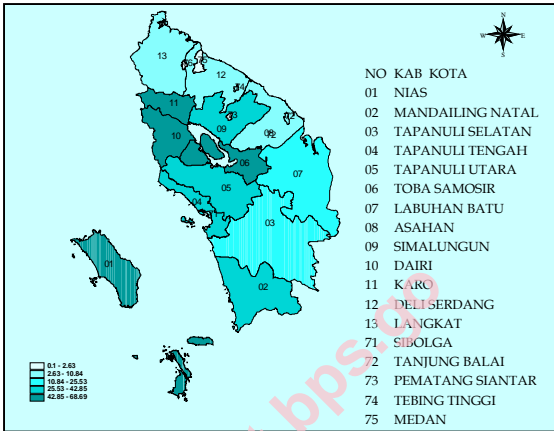 N
W E
S
NO KAB KOTA
01 NIAS
02 MANDAILING NATAL
03 TAPANULI SELATAN
04 TAPANULI TENGAH
05 TAPANULI UTARA
06 TOBA SAMOSIR
07 LABUHAN BATU
08 ASAHAN
09 SIMALUNGUN
10 DAIRI
11 KARO
12 DELI SERDANG
13 LANGKAT
71 SIBOLGA
72 TANJUNG BALAI
73 PEMATANG SIANTAR
74 TEBING TINGGI
75 MEDAN
13
12
11
09
10
06
07
04
05
03
01
02
0.1 - 2.63
2.63 - 10.84
10.84 - 25.53
25.53 - 42.85
42.85 - 68.69
.bps.go